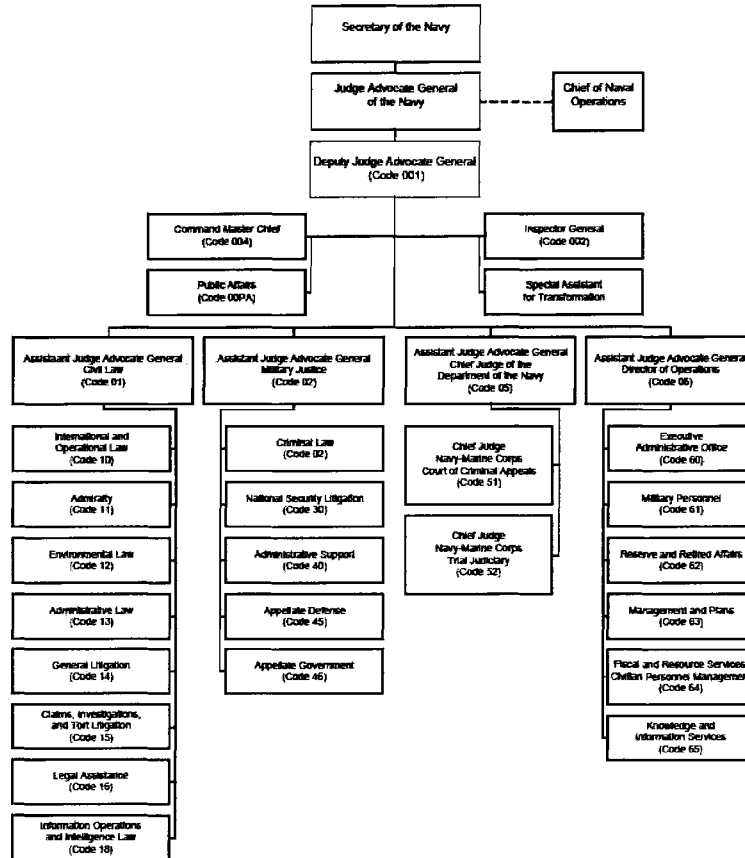 Secretary of the Navy
Judge Advocate General
of the Navy
Chief of Naval
Operations
Deputy Judge Advocate General
(Code 001)
Command Master Chief
(Code 004)
Inspector General
(Code 002)
Public Affairs
(Code 00PA)
Special Assistant
for Transformation
Assistaant Judge Advocate General
Civil Law
(Code 01)
Assistant Judge Advocate General
Military Justice
(Code 02)
Assistant Judge Advocate General
Chief Judge of the
Department of the Navy
(Code 05)
Assistant Judge Advocate General
Director of Operations
(Code 06)
International and
Operational Law
(Code 10)
Admiralty
(Code 11)
Environmental Law
(Code 12)
Administrative Law
(Code 13)
General Litigation
(Code 14)
Claims, Investigations,
and Tort Litigation
(Code 15)
Legal Assistance
(Code 16)
Information Operations
and Intelligence Law
(Code 18)
Criminal Law
(Code 02)
National Security Litigation
(Code 30)
Administrative Support
(Code 40)
Appellate Defense
(Code 45)
Appellate Government
(Code 46)
Chief Judge
Navy-Marine Corps
Court of Criminal Appeals
(Code 51)
Chief Judge
Navy-Marine Corps
Trial Judiciary
(Code 52)
Executive
Administrative Office
(Code 60)
Military Personnel
(Code 61)
Reserve and Retired Affairs
(Code 62)
Management and Plans
(Code 63)
Fiscal and Resource Services
Civilian Personnel Management
(Code 64)
Knowledge and
Information Services
(Code 65)